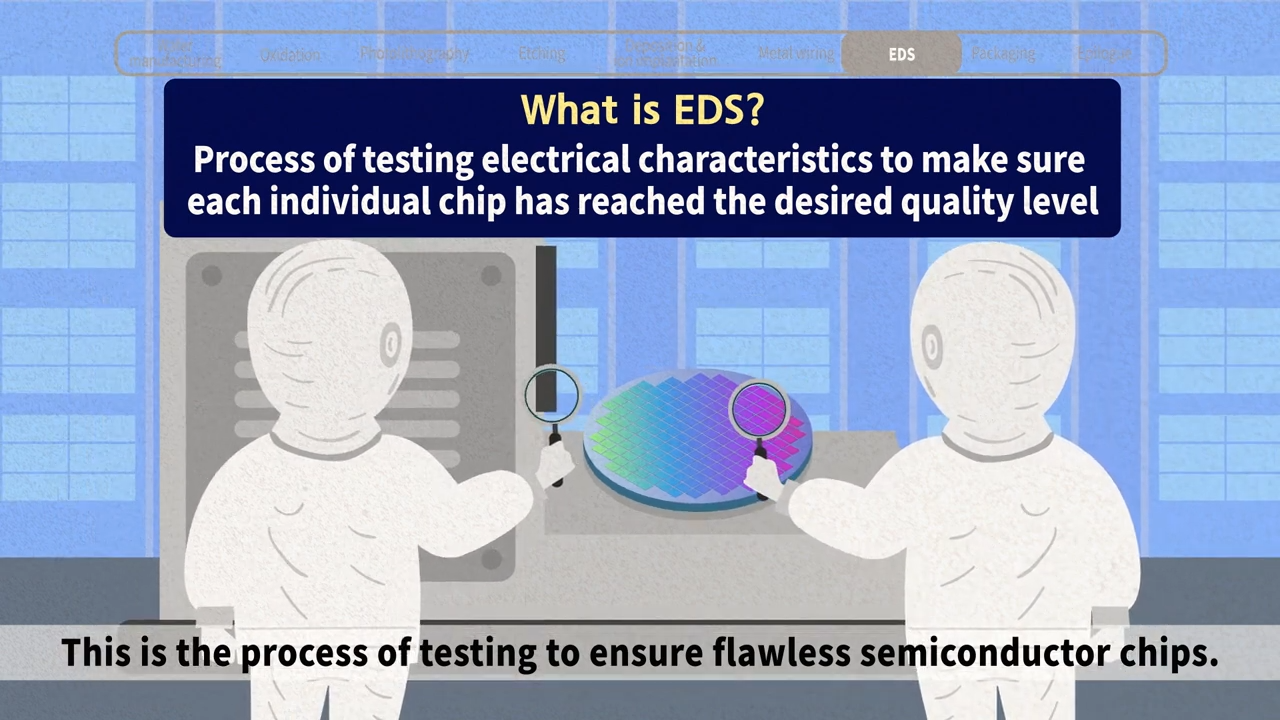 Oxidation
Photolithography
Etching
Metal wiring
EDS
Packaging
Epilogue
What is EDS?
Process of testing electrical characteristics to make sure
each individual chip has reached the desired quality level
This is the process of testing to ensure flawless semiconductor chips.